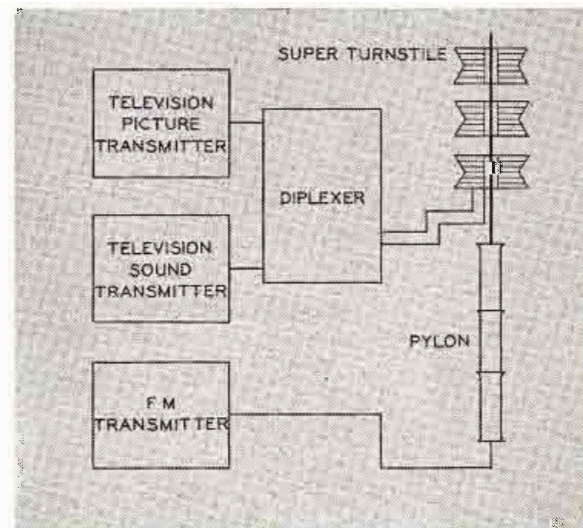 SUPER TURNSTILE
TELEVISION
PICTURE
TRANSMITTER
DIPLEXER
TELEVISION
SOUND
TRANSMITTER
PYLON
FM
TRANSMITTER